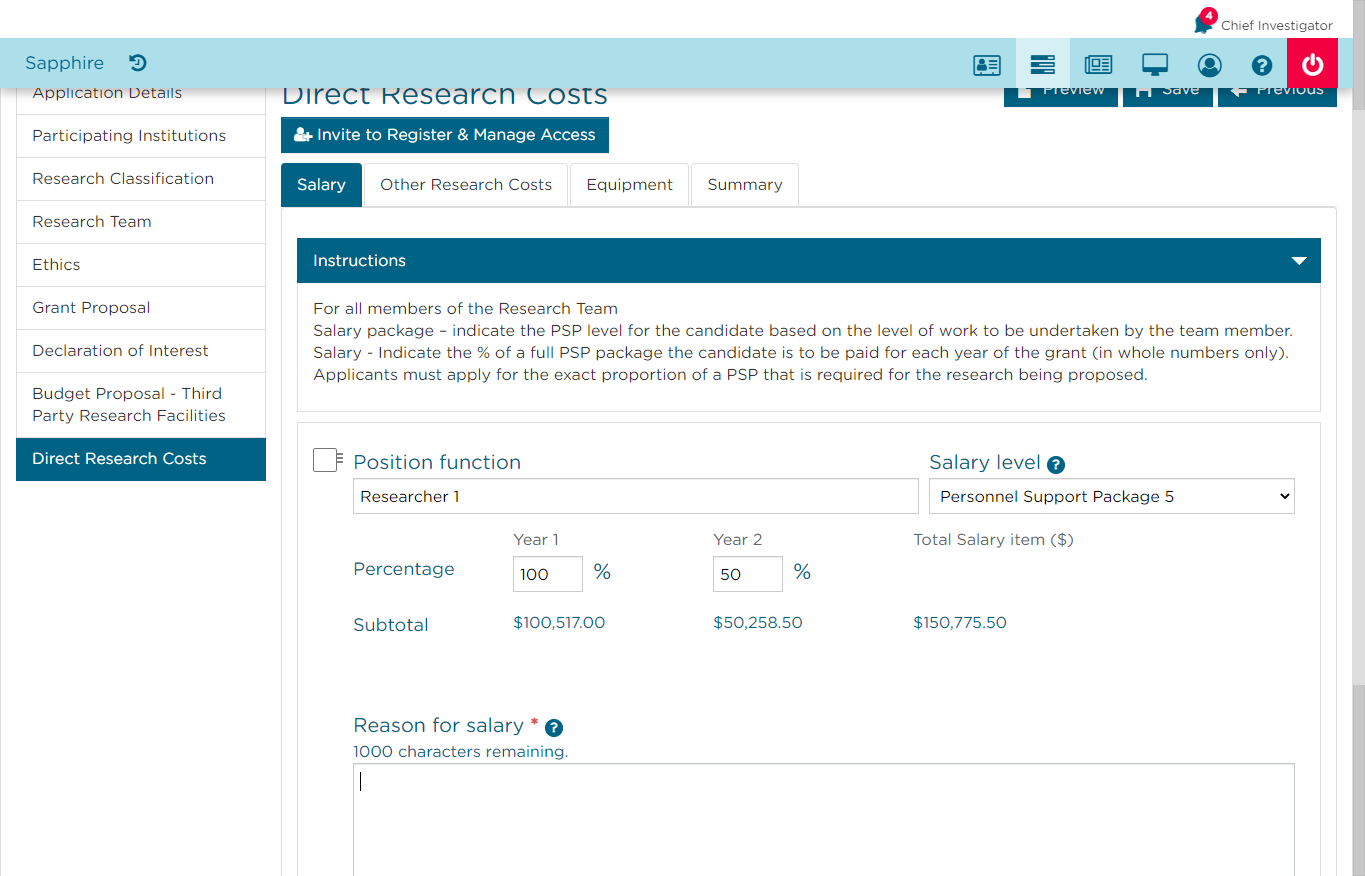 4
Chief Investigator
Sapphire
?
Application Details
Participating Institutions
Research Classification
Research Team
Ethics
Grant Proposal
Declaration of Interest
Budget Proposal - Third
Party Research Facilities
Direct Research Costs
Direct Research Costs
Preview
Save
Previous
Invite to Register & Manage Access
Salary
Other Research Costs
Equipment
Summary
Instructions
For all members of the Research Team
Salary package – indicate the PSP level for the candidate based on the level of work to be undertaken by the team member.
Salary - Indicate the % of a full PSP package the candidate is to be paid for each year of the grant (in whole numbers only).
Applicants must apply for the exact proportion of a PSP that is required for the research being proposed.
Position function
Salary level ?
Researcher 1
Personnel Support Package 5
Year 1
Year 2
Total Salary item ($)
Percentage
100 %
50 %
Subtotal
$100,517.00
$50,258.50
$150,775.50
Reason for salary * ?
1000 characters remaining.